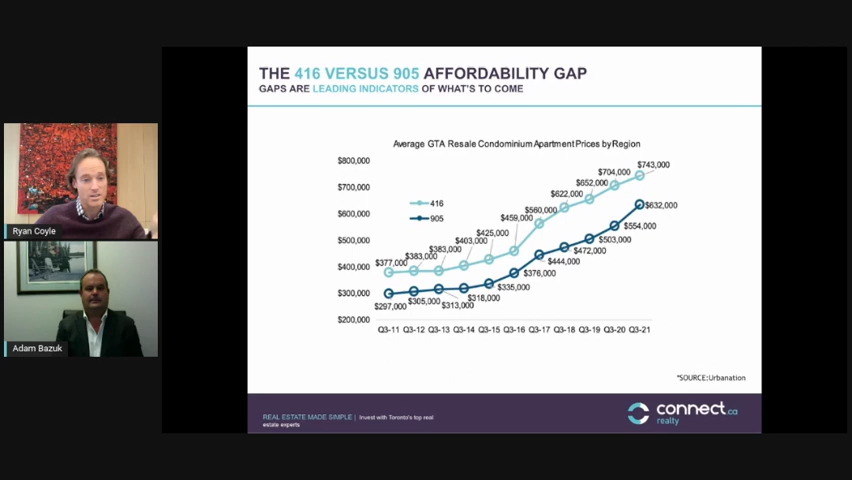 THE 416 VERSUS 905 AFFORDABILITY GAP
GAPS ARE LEADING INDICATORS OF WHAT'S TO COME
Average GTA Resale Condominium Apartment Prices by Region
$800,000
$700,000
$600,000
$500,000
$400,000
$300,000
$200,000
416
905
$377,000
$383,000
$383,000
$403,000
$425,000
$459,000
$560,000
$622,000
$652,000
$704,000
$743,000
$297,000
$305,000
$313,000
$318,000
$335,000
$376,000
$444,000
$472,000
$503,000
$554,000
$632,000
Q3-11 Q3-12 Q3-13 Q3-14 Q3-15 Q3-16 Q3-17 Q3-18 Q3-19 Q3-20 Q3-21
*SOURCE:Urbanation
REAL ESTATE MADE SIMPLE | Invest with Toronto's top real
estate experts
connect.ca
realty
Ryan Coyle
Adam Bazuk